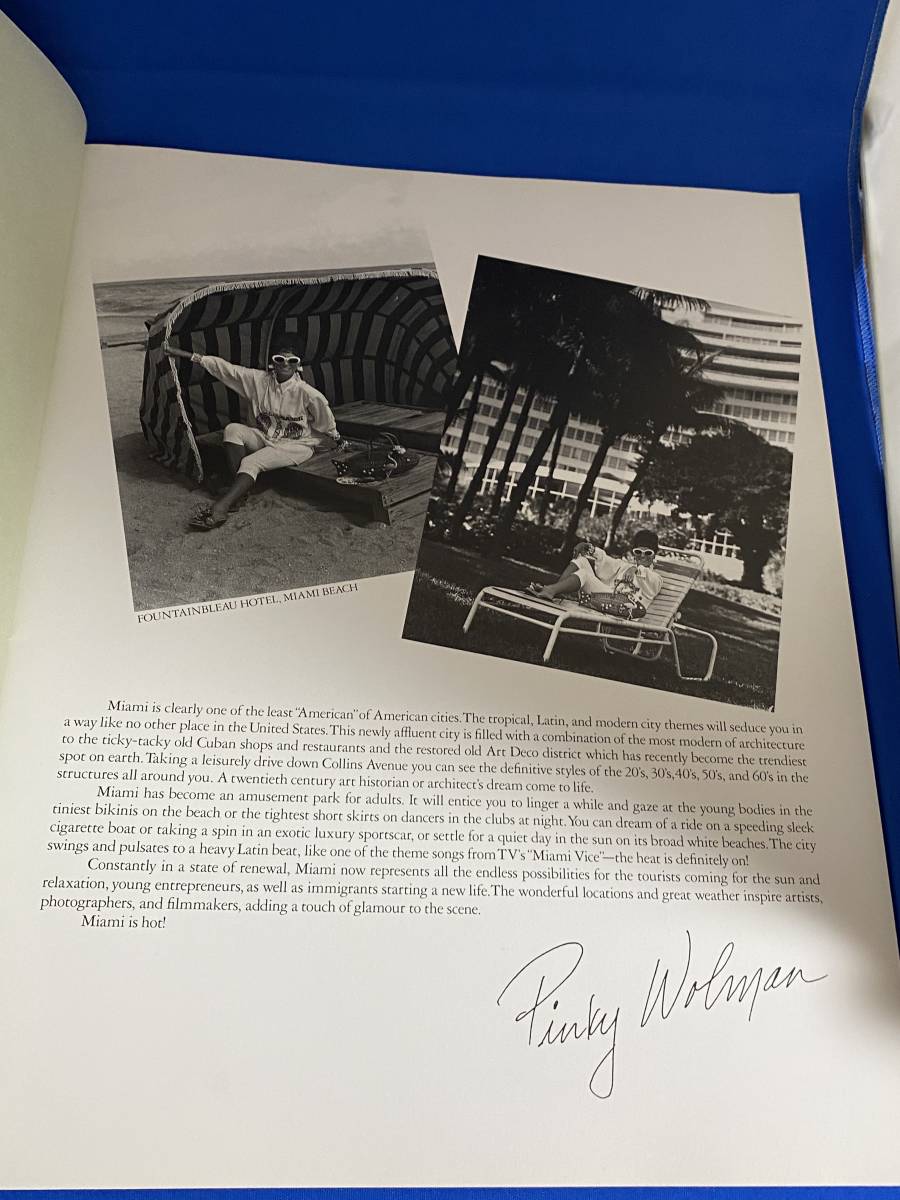 FOUNTAINBLEAU HOTEL, MIAMI BEACH
Miami is clearly one of the least "American" of American cities. The tropical, Latin, and modern city themes will seduce you in
a way like no other place in the United States. This newly affluent city is filled with a combination of the most modern of architecture
to the ticky-tacky old Cuban shops and restaurants and the restored old Art Deco district which has recently become the trendiest
spot on earth. Taking a leisurely drive down Collins Avenue you can see the definitive styles of the 20's, 30's, 40's, 50's, and 60's in the
structures all around you. A twentieth century art historian or architect's dream come to life.
Miami has become an amusement park for adults. It will entice you to linger a while and gaze at the young bodies in the
tiniest bikinis on the beach or the tightest short skirts on dancers in the clubs at night. You can dream of a ride on a speeding sleek
cigarette boat or taking a spin in an exotic luxury sportscar, or settle for a quiet day in the sun on its broad white beaches. The city
swings and pulsates to a heavy Latin beat, like one of the theme songs from TV's "Miami Vice"—the heat is definitely on!
Constantly in a state of renewal, Miami now represents all the endless possibilities for the tourists coming for the sun and
relaxation, young entrepreneurs, as well as immigrants starting a new life. The wonderful locations and great weather inspire artists,
photographers, and filmmakers, adding a touch of glamour to the scene.
Miami is hot!
Pinky Wolman